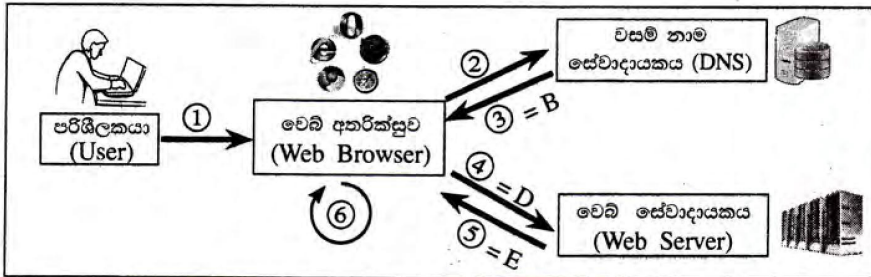 පරිශීලකයා
(User)
①
වෙබ් අතරික්සුව
(Web Browser)
②
③ = B
වසම් නාම
සේවාදායකය (DNS)
④ = D
⑤ = E
⑥
වෙබ් සේවාදායකය
(Web Server)